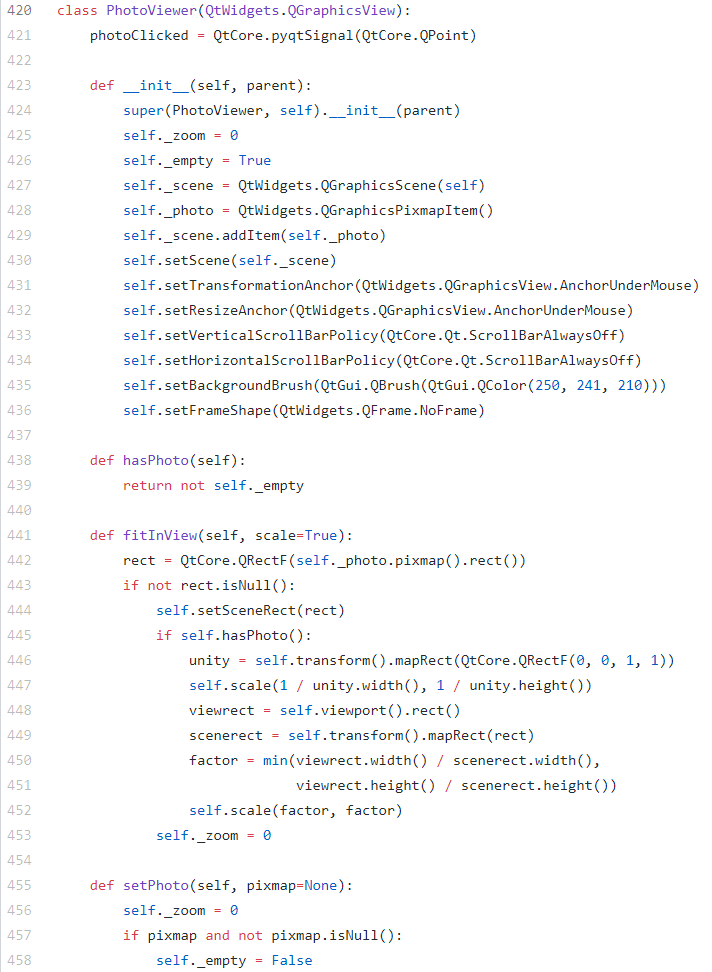 420 class PhotoViewer(QtWidgets.QGraphicsView):
421     photoClicked = QtCore.pyqtSignal(QtCore.QPoint)
422
423     def __init__(self, parent):
424         super(PhotoViewer, self).__init__(parent)
425         self._zoom = 0
426         self._empty = True
427         self._scene = QtWidgets.QGraphicsScene(self)
428         self._photo = QtWidgets.QGraphicsPixmapItem()
429         self._scene.addItem(self._photo)
430         self.setScene(self._scene)
431         self.setTransformationAnchor(QtWidgets.QGraphicsView.AnchorUnderMouse)
432         self.setResizeAnchor(QtWidgets.QGraphicsView.AnchorUnderMouse)
433         self.setVerticalScrollBarPolicy(QtCore.Qt.ScrollBarAlwaysOff)
434         self.setHorizontalScrollBarPolicy(QtCore.Qt.ScrollBarAlwaysOff)
435         self.setBackgroundBrush(QtGui.QBrush(QtGui.QColor(250, 241, 210)))
436         self.setFrameShape(QtWidgets.QFrame.NoFrame)
437
438     def hasPhoto(self):
439         return not self._empty
440
441     def fitInView(self, scale=True):
442         rect = QtCore.QRectF(self._photo.pixmap().rect())
443         if not rect.isNull():
444             self.setSceneRect(rect)
445             if self.hasPhoto():
446                 unity = self.transform().mapRect(QtCore.QRectF(0, 0, 1, 1))
447                 self.scale(1 / unity.width(), 1 / unity.height())
448                 viewrect = self.viewport().rect()
449                 scenerect = self.transform().mapRect(rect)
450                 factor = min(viewrect.width() / scenerect.width(),
451                              viewrect.height() / scenerect.height())
452                 self.scale(factor, factor)
453             self._zoom = 0
454
455     def setPhoto(self, pixmap=None):
456         self._zoom = 0
457         if pixmap and not pixmap.isNull():
458             self._empty = False